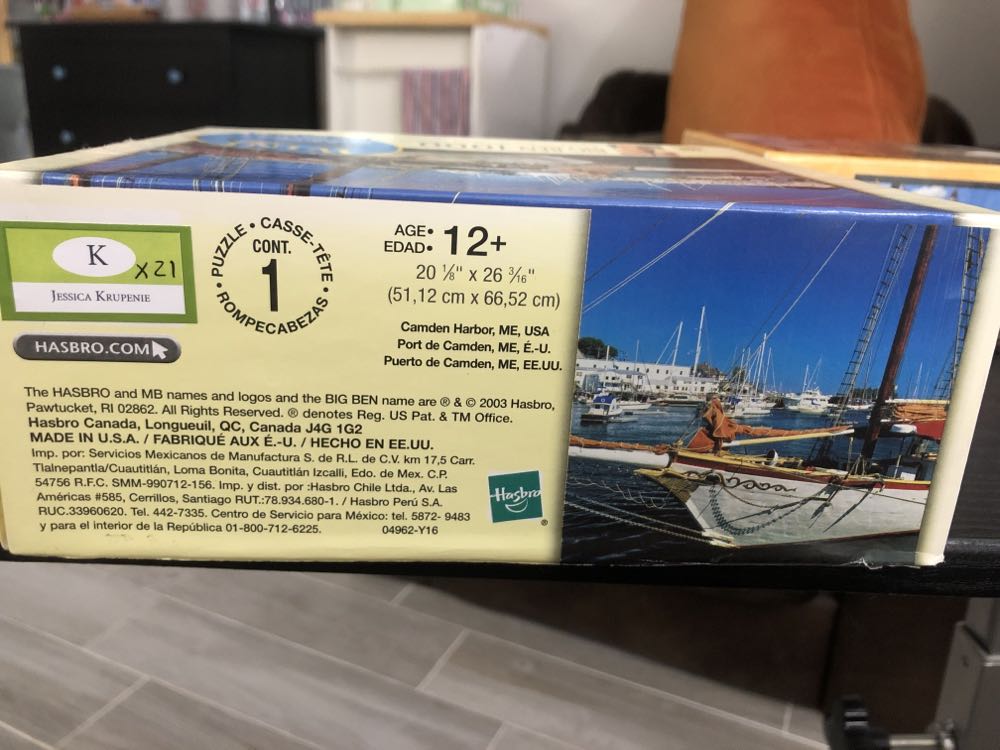 K
X21
JESSICA KRUPENIE
HASBRO.COM
PUZZLE • CASSE-TÊTE • ROMPECABEZAS •
CONT.
1
AGE:
EDAD:
12+
20 1/8" x 26 3/16"
(51,12 cm x 66,52 cm)
Camden Harbor, ME, USA
Port de Camden, ME, É.-U.
Puerto de Camden, ME, EE.UU.
The HASBRO and MB names and logos and the BIG BEN name are ® & © 2003 Hasbro,
Pawtucket, RI 02862. All Rights Reserved. ® denotes Reg. US Pat. & TM Office.
Hasbro Canada, Longueuil, QC, Canada J4G 1G2
MADE IN U.S.A. / FABRIQUÉ AUX É.-U. / HECHO EN EE.UU.
Imp. por: Servicios Mexicanos de Manufactura S. de R.L. de C.V. km 17,5 Carr.
Tlalnepantla/Cuautitlán, Loma Bonita, Cuautitlán Izcalli, Edo. de Mex. C.P.
54756 R.F.C. SMM-990712-156. Imp. y dist. por :Hasbro Chile Ltda., Av. Las
Américas #585, Cerrillos, Santiago RUT.:78.934.680-1. / Hasbro Perú S.A.
RUC.33960620. Tel. 442-7335. Centro de Servicio para México: tel. 5872- 9483
y para el interior de la República 01-800-712-6225.
04962-Y16
Hasbro
®